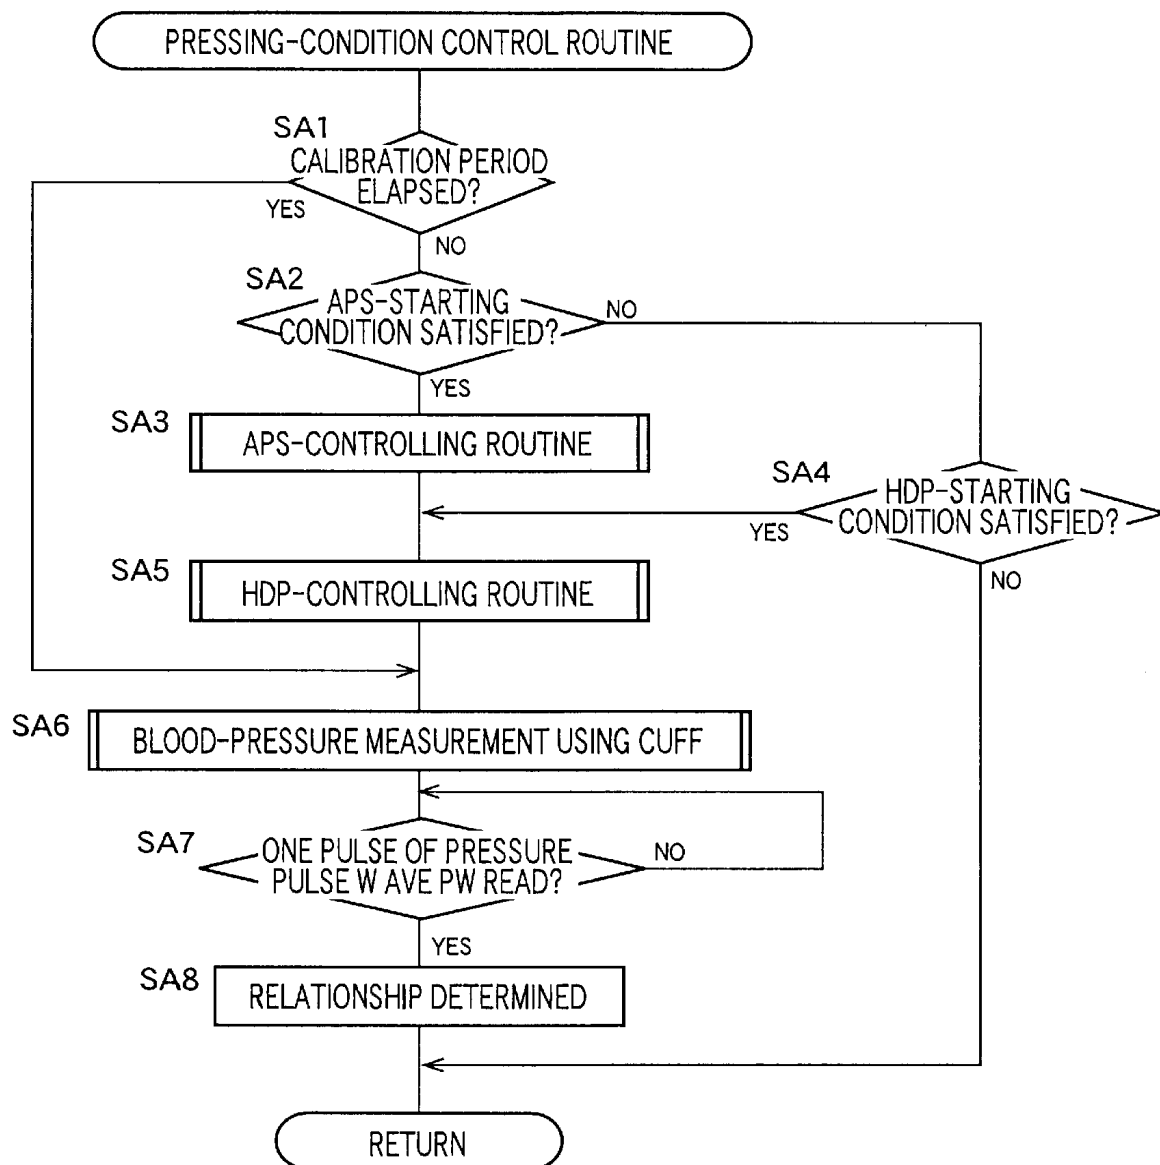 PRESSING-CONDITION CONTROL ROUTINE
SA1
CALIBRATION PERIOD
ELAPSED?
YES
NO
SA2
APS-STARTING
CONDITION SATISFIED?
NO
YES
SA3
APS-CONTROLLING ROUTINE
SA4
HDP-STARTING
CONDITION SATISFIED?
YES
NO
SA5
HDP-CONTROLLING ROUTINE
SA6
BLOOD-PRESSURE MEASUREMENT USING CUFF
SA7
ONE PULSE OF PRESSURE
PULSE W AVE PW READ?
NO
YES
SA8
RELATIONSHIP DETERMINED
RETURN